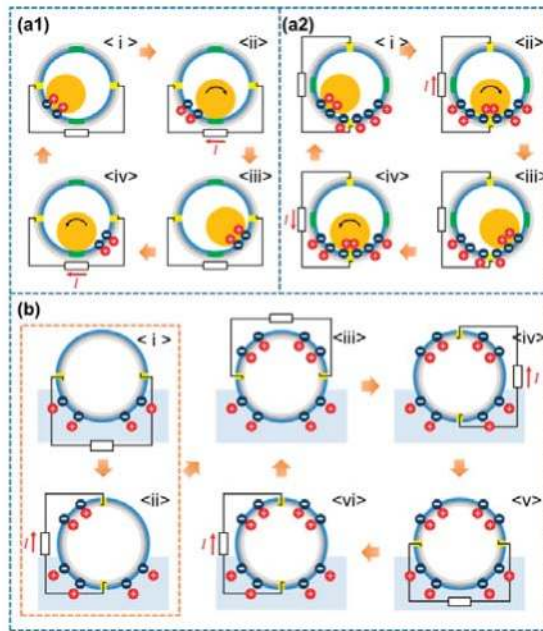 (a1)
< i >
<ii>
I
<iv>
<iii>
I
(a2)
< i >
<ii>
I
<iv>
<iii>
I
(b)
< i >
<iii>
<iv>
I
<ii>
I
<vi>
I
<v>